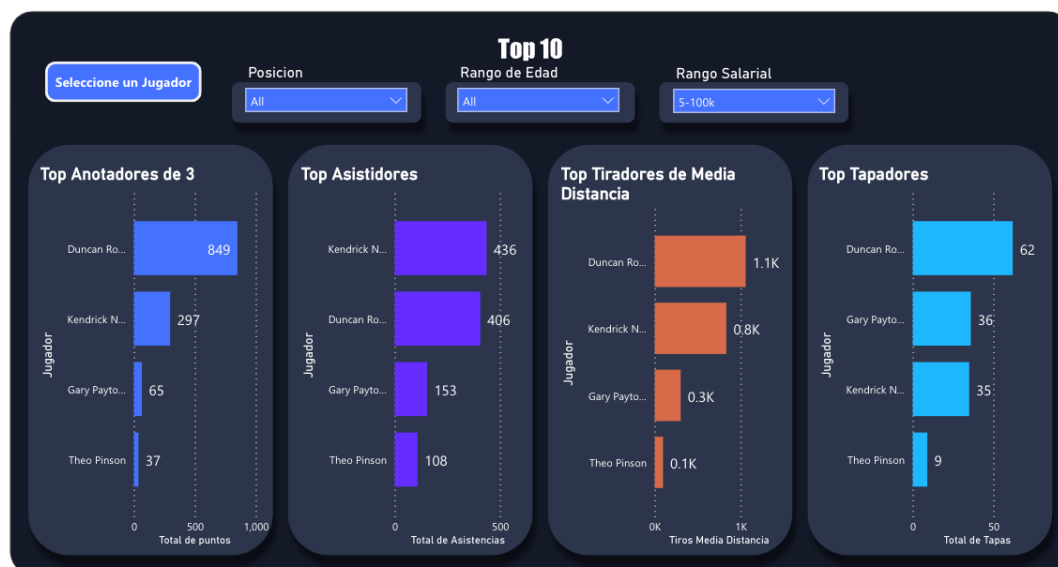 Top 10
Seleccione un Jugador
Posicion
All
Rango de Edad
All
Rango Salarial
5-100k
Top Anotadores de 3
Jugador
Duncan Ro...
849
Kendrick N...
297
Gary Payto...
65
Theo Pinson
37
0
500
1,000
Total de puntos
Top Asistidores
Jugador
Kendrick N...
436
Duncan Ro...
406
Gary Payto...
153
Theo Pinson
108
0
500
Total de Asistencias
Top Tiradores de Media
Distancia
Jugador
Duncan Ro...
1.1K
Kendrick N...
0.8K
Gary Payto...
0.3K
Theo Pinson
0.1K
0K
1K
Tiros Media Distancia
Top Tapadores
Jugador
Duncan Ro...
62
Gary Payto...
36
Kendrick N...
35
Theo Pinson
9
0
50
Total de Tapas